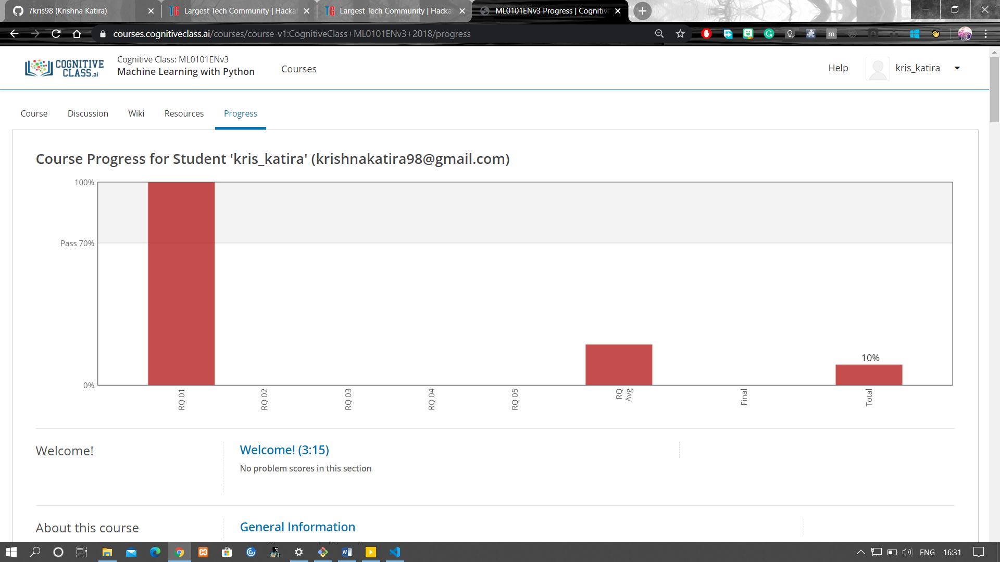 7kris98 (Krishna Katira)
Largest Tech Community | Hacka
Largest Tech Community | Hacka
ML0101ENv3 Progress | Cognitive
courses.cognitiveclass.ai/courses/course-v1:CognitiveClass+ML0101ENv3+2018/progress
COGNITIVE
CLASS.ai
Cognitive Class: ML0101ENv3
Machine Learning with Python
Courses
Help
kris_katira
Course
Discussion
Wiki
Resources
Progress
Course Progress for Student 'kris_katira' (krishnakatira98@gmail.com)
100%
Pass 70%
0%
10%
RQ 01
RQ 02
RQ 03
RQ 04
RQ 05
RQ
Avg
Final
Total
Welcome!
Welcome! (3:15)
No problem scores in this section
About this course
General Information
ENG
16:31